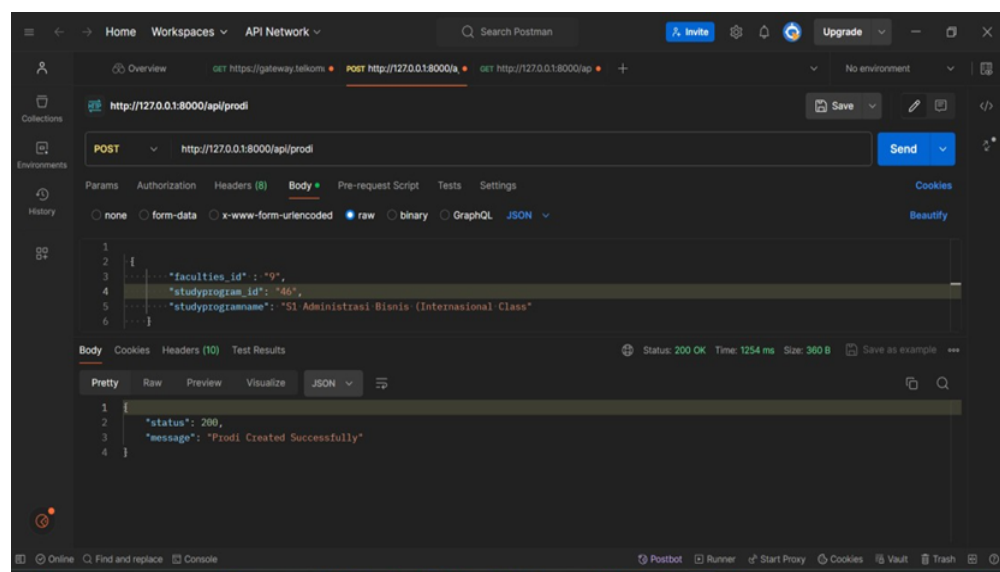 Home Workspaces API Network Search Postman Invite Upgrade
Overview GET https://gateway.telkom POST http://127.0.0.1:8000/a GET http://127.0.0.1:8000/ap + No environment
http://127.0.0.1:8000/api/prodi Save
POST http://127.0.0.1:8000/api/prodi Send
Params Authorization Headers (8) Body Pre-request Script Tests Settings Cookies
none form-data x-www-form-urlencoded raw binary GraphQL JSON Beautify
Collections
Environments
History
1
2 {
3 "faculties_id" : "9",
4 "studyprogram_id": "46",
5 "studyprogramname": "S1 Administrasi Bisnis (Internasional Class"
6 }
Body Cookies Headers (10) Test Results Status: 200 OK Time: 1254 ms Size: 360 B Save as example
Pretty Raw Preview Visualize JSON
1 {
2 "status": 200,
3 "message": "Prodi Created Successfully"
4 }
Online Find and replace Console Postbot Runner Start Proxy Cookies Vault Trash